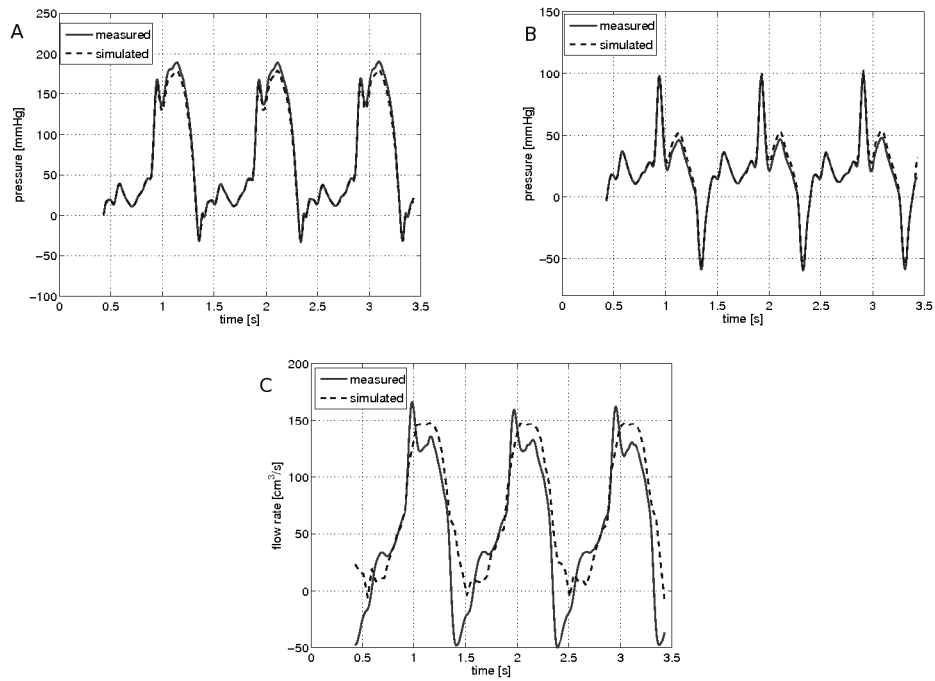 A
measured
simulated
250
200
150
100
50
0
−50
−100
pressure [mmHg]
0 0.5 1 1.5 2 2.5 3 3.5
time [s]
B
measured
simulated
150
100
50
0
−50
pressure [mmHg]
0 0.5 1 1.5 2 2.5 3 3.5
time [s]
C
measured
simulated
200
150
100
50
0
−50
flow rate [cm³/s]
0 0.5 1 1.5 2 2.5 3 3.5
time [s]